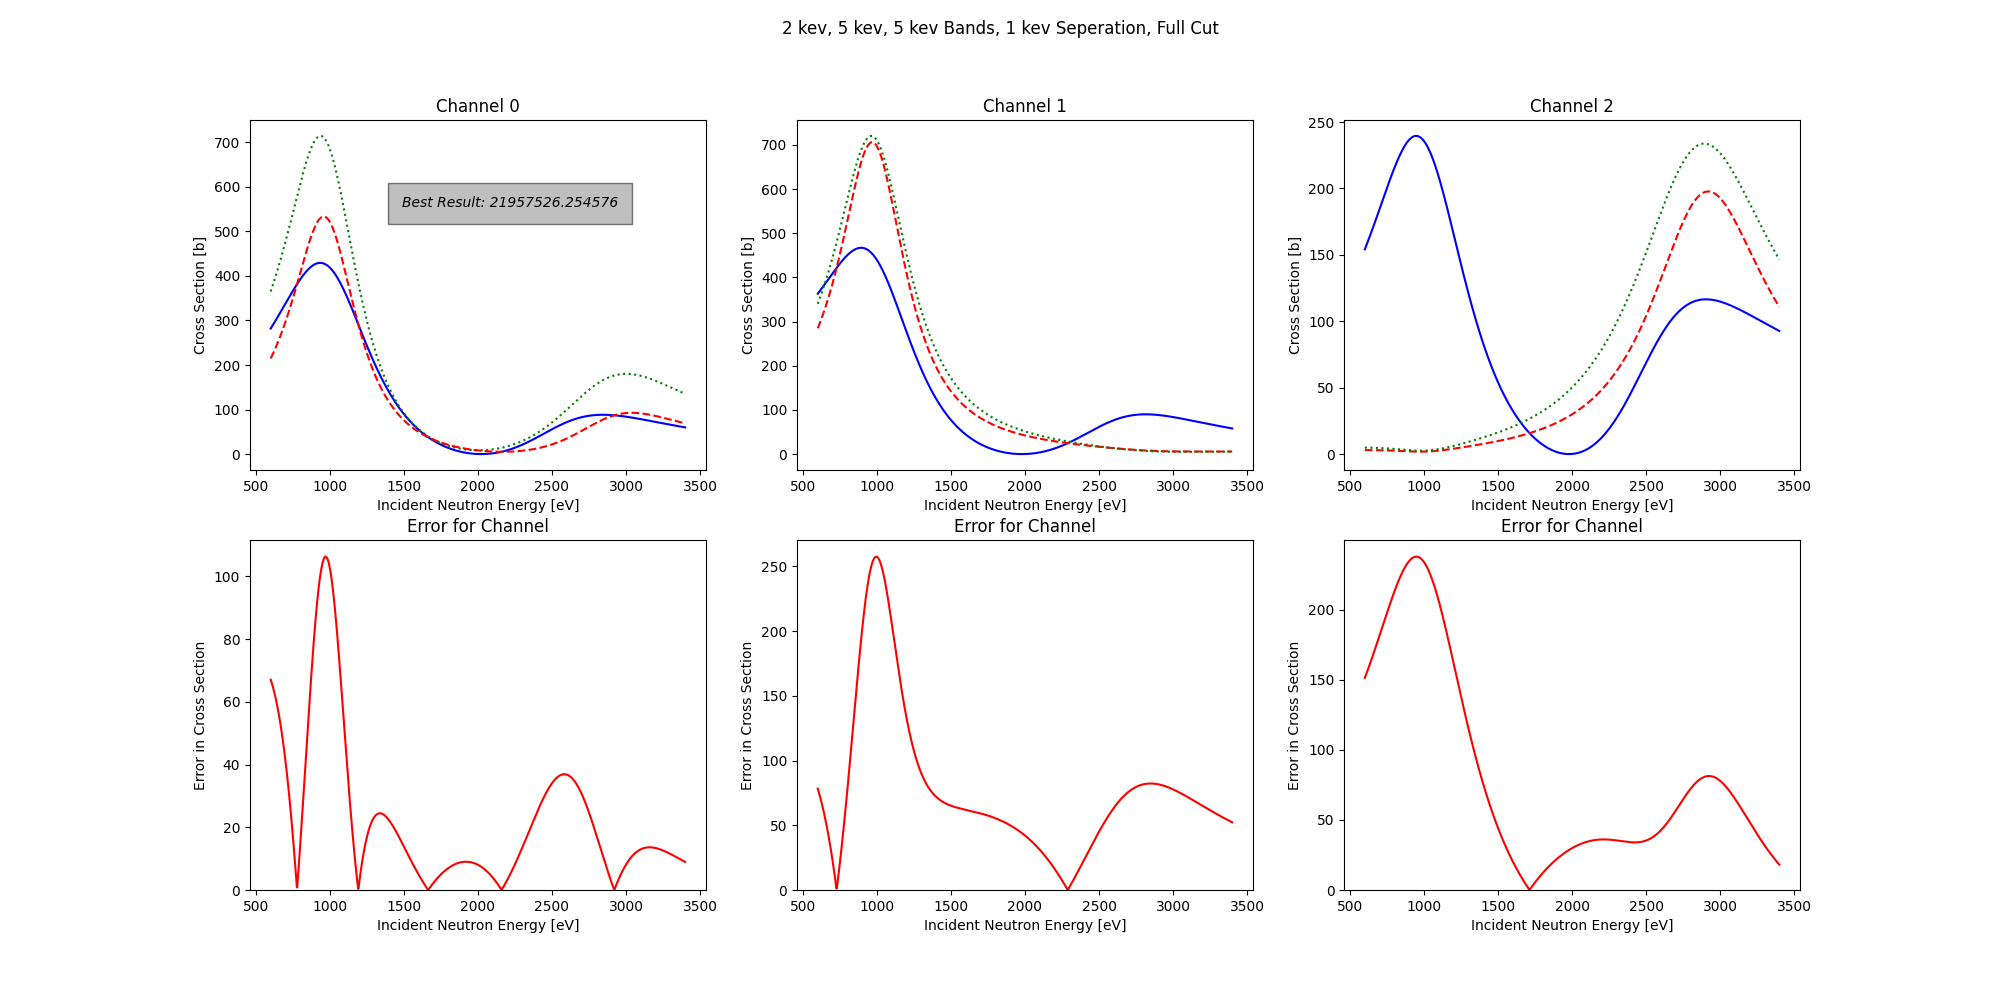 2 kev, 5 kev, 5 kev Bands, 1 kev Seperation, Full Cut
Channel 0
700
600
500
400
300
200
100
0
Cross Section [b]
Best Result: 21957526.254576
500 1000 1500 2000 2500 3000 3500
Incident Neutron Energy [eV]
Channel 1
700
600
500
400
300
200
100
0
Cross Section [b]
500 1000 1500 2000 2500 3000 3500
Incident Neutron Energy [eV]
Channel 2
250
200
150
100
50
0
Cross Section [b]
500 1000 1500 2000 2500 3000 3500
Incident Neutron Energy [eV]
Error for Channel
100
80
60
40
20
0
Error in Cross Section
500 1000 1500 2000 2500 3000 3500
Incident Neutron Energy [eV]
Error for Channel
250
200
150
100
50
0
Error in Cross Section
500 1000 1500 2000 2500 3000 3500
Incident Neutron Energy [eV]
Error for Channel
200
150
100
50
0
Error in Cross Section
500 1000 1500 2000 2500 3000 3500
Incident Neutron Energy [eV]